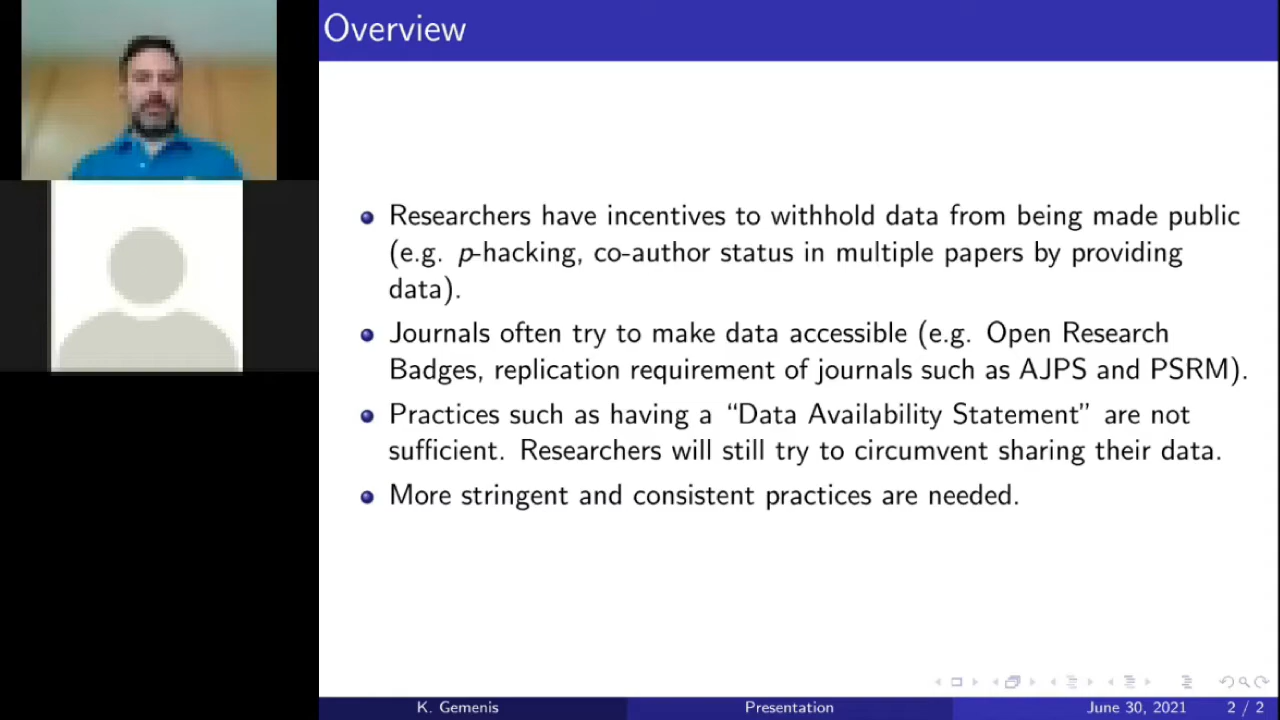 Overview
Researchers have incentives to withhold data from being made public
(e.g. p-hacking, co-author status in multiple papers by providing
data).
Journals often try to make data accessible (e.g. Open Research
Badges, replication requirement of journals such as AJPS and PSRM).
Practices such as having a “Data Availability Statement” are not
sufficient. Researchers will still try to circumvent sharing their data.
More stringent and consistent practices are needed.
K. Gemenis Presentation June 30, 2021 2 / 2